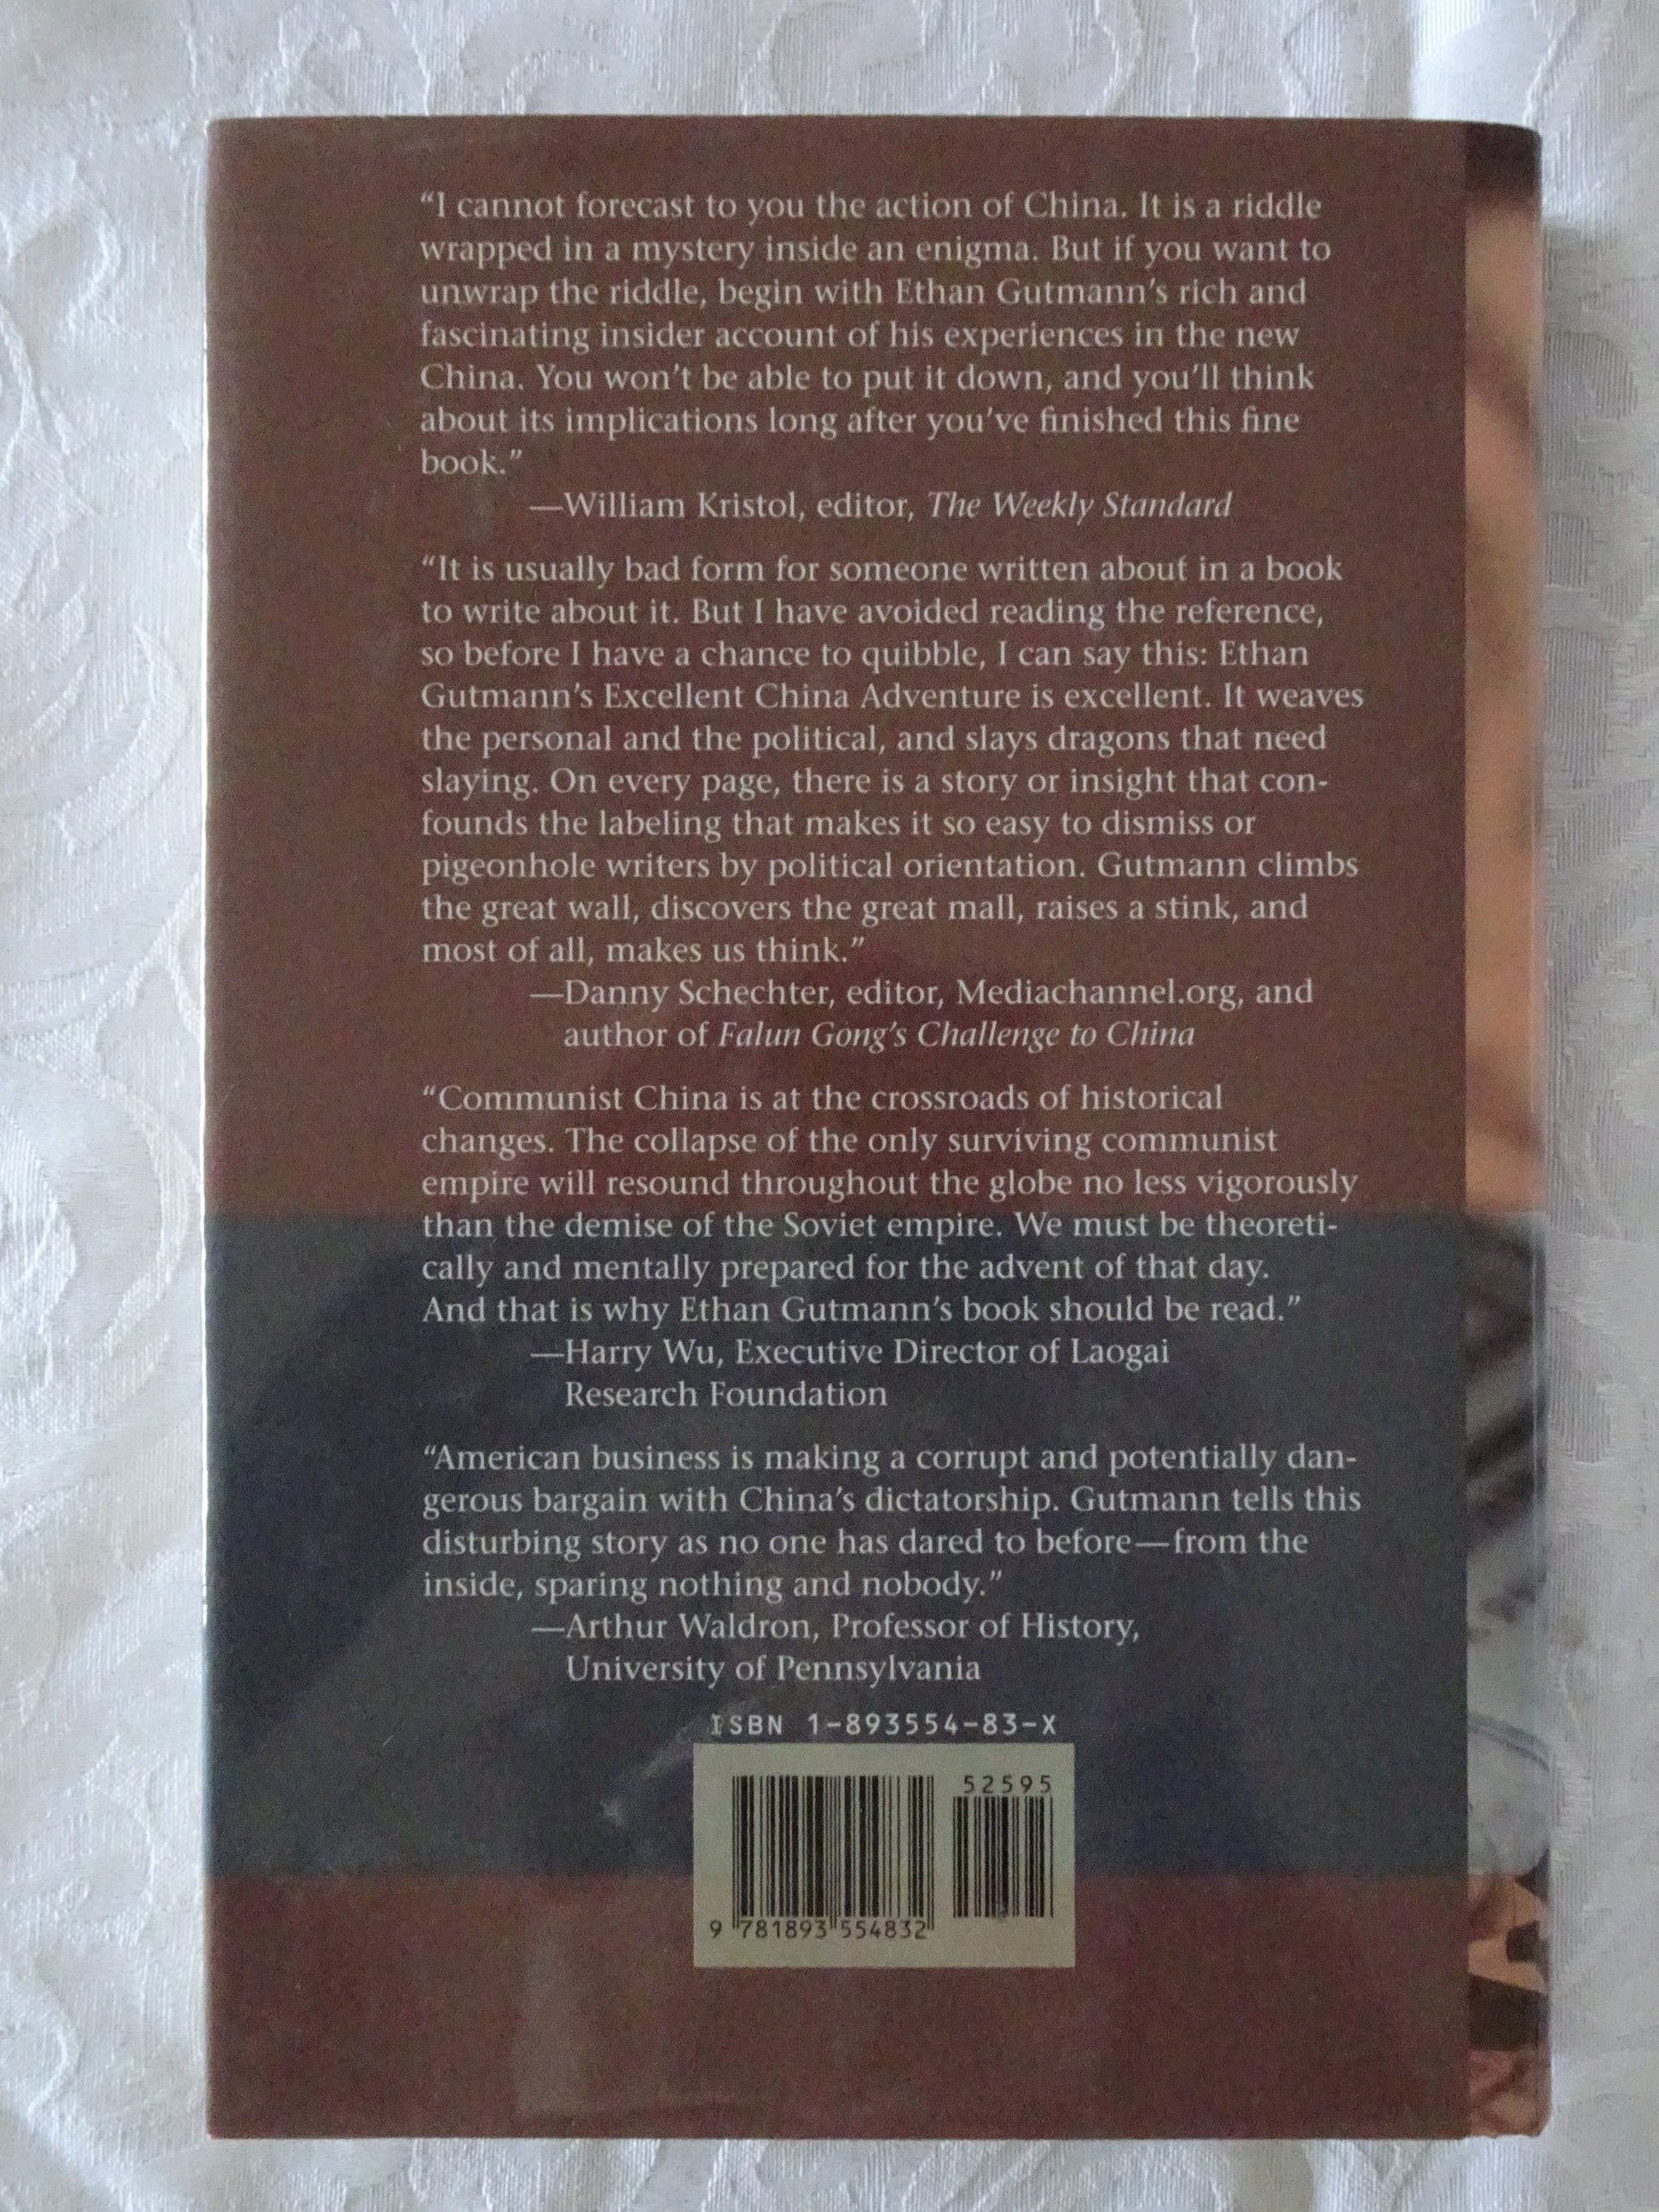 “I cannot forecast to you the action of China. It is a riddle
wrapped in a mystery inside an enigma. But if you want to
unwrap the riddle, begin with Ethan Gutmann’s rich and
fascinating insider account of his experiences in the new
China. You won’t be able to put it down, and you’ll think
about its implications long after you’ve finished this fine
book.”
—William Kristol, editor, The Weekly Standard
“It is usually bad form for someone written about in a book
to write about it. But I have avoided reading the reference,
so before I have a chance to quibble, I can say this: Ethan
Gutmann’s Excellent China Adventure is excellent. It weaves
the personal and the political, and slays dragons that need
slaying. On every page, there is a story or insight that con-
founds the labeling that makes it so easy to dismiss or
pigeonhole writers by political orientation. Gutmann climbs
the great wall, discovers the great mall, raises a stink, and
most of all, makes us think.”
—Danny Schechter, editor, Mediachannel.org, and
author of Falun Gong’s Challenge to China
“Communist China is at the crossroads of historical
changes. The collapse of the only surviving communist
empire will resound throughout the globe no less vigorously
than the demise of the Soviet empire. We must be theoreti-
cally and mentally prepared for the advent of that day.
And that is why Ethan Gutmann’s book should be read.”
—Harry Wu, Executive Director of Laogai
Research Foundation
“American business is making a corrupt and potentially dan-
gerous bargain with China’s dictatorship. Gutmann tells this
disturbing story as no one has dared to before—from the
inside, sparing nothing and nobody.”
—Arthur Waldron, Professor of History,
University of Pennsylvania
ISBN 1-893554-83-X
52595
9 781893 554832